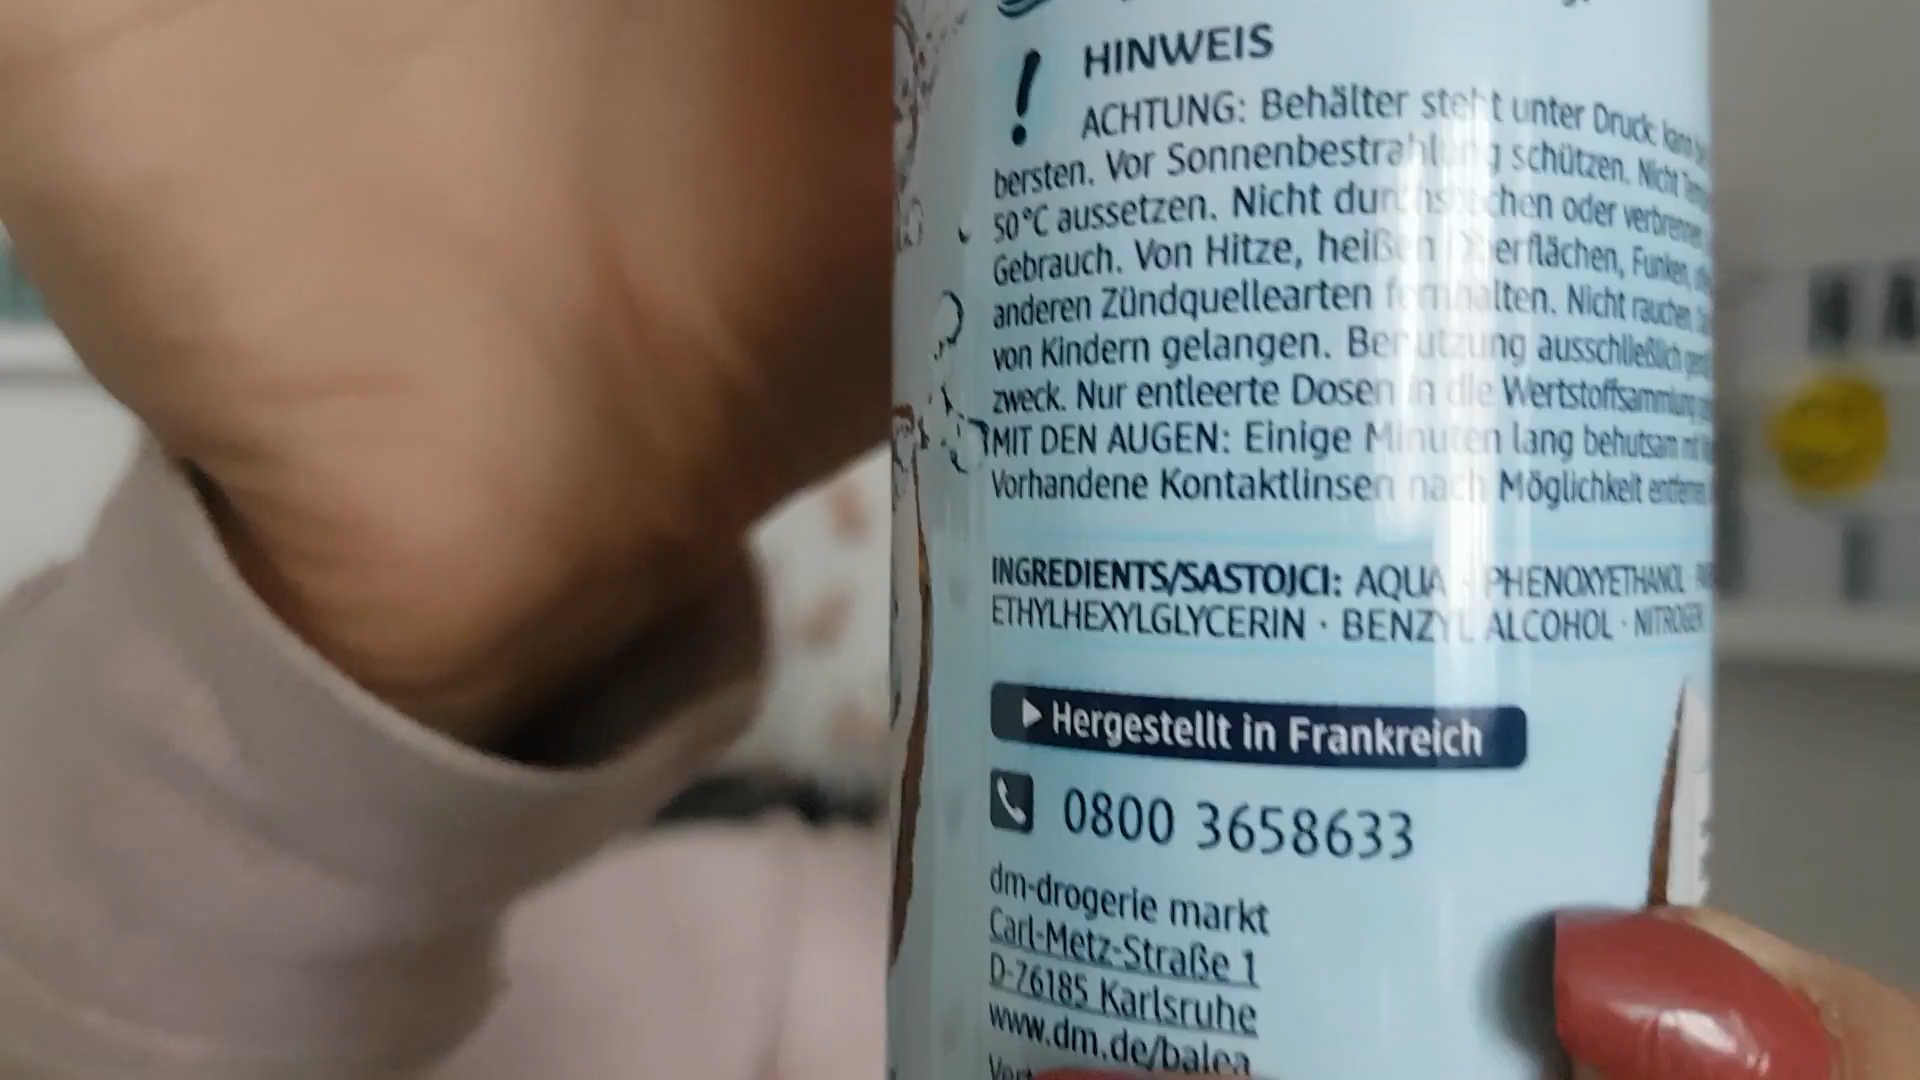 HINWEIS
ACHTUNG: Behälter steht unter Druck: kann
bersten. Vor Sonnenbestrahlung schützen. Nicht
50°C aussetzen. Nicht durchstechen oder verbrennen
Gebrauch. Von Hitze, heißen Oberflächen, Funken,
anderen Zündquellearten fernhalten. Nicht rauchen.
von Kindern gelangen. Benutzung ausschließlich
zweck. Nur entleerte Dosen in die Wertstoffsammlung
MIT DEN AUGEN: Einige Minuten lang behutsam mit
Vorhandene Kontaktlinsen nach Möglichkeit entfernen
INGREDIENTS/SASTOJCI: AQUA · PHENOXYETHANOL ·
ETHYLHEXYLGLYCERIN · BENZYL ALCOHOL · NITROGEN
Hergestellt in Frankreich
0800 3658633
dm-drogerie markt
Carl-Metz-Straße 1
D-76185 Karlsruhe
www.dm.de/balea